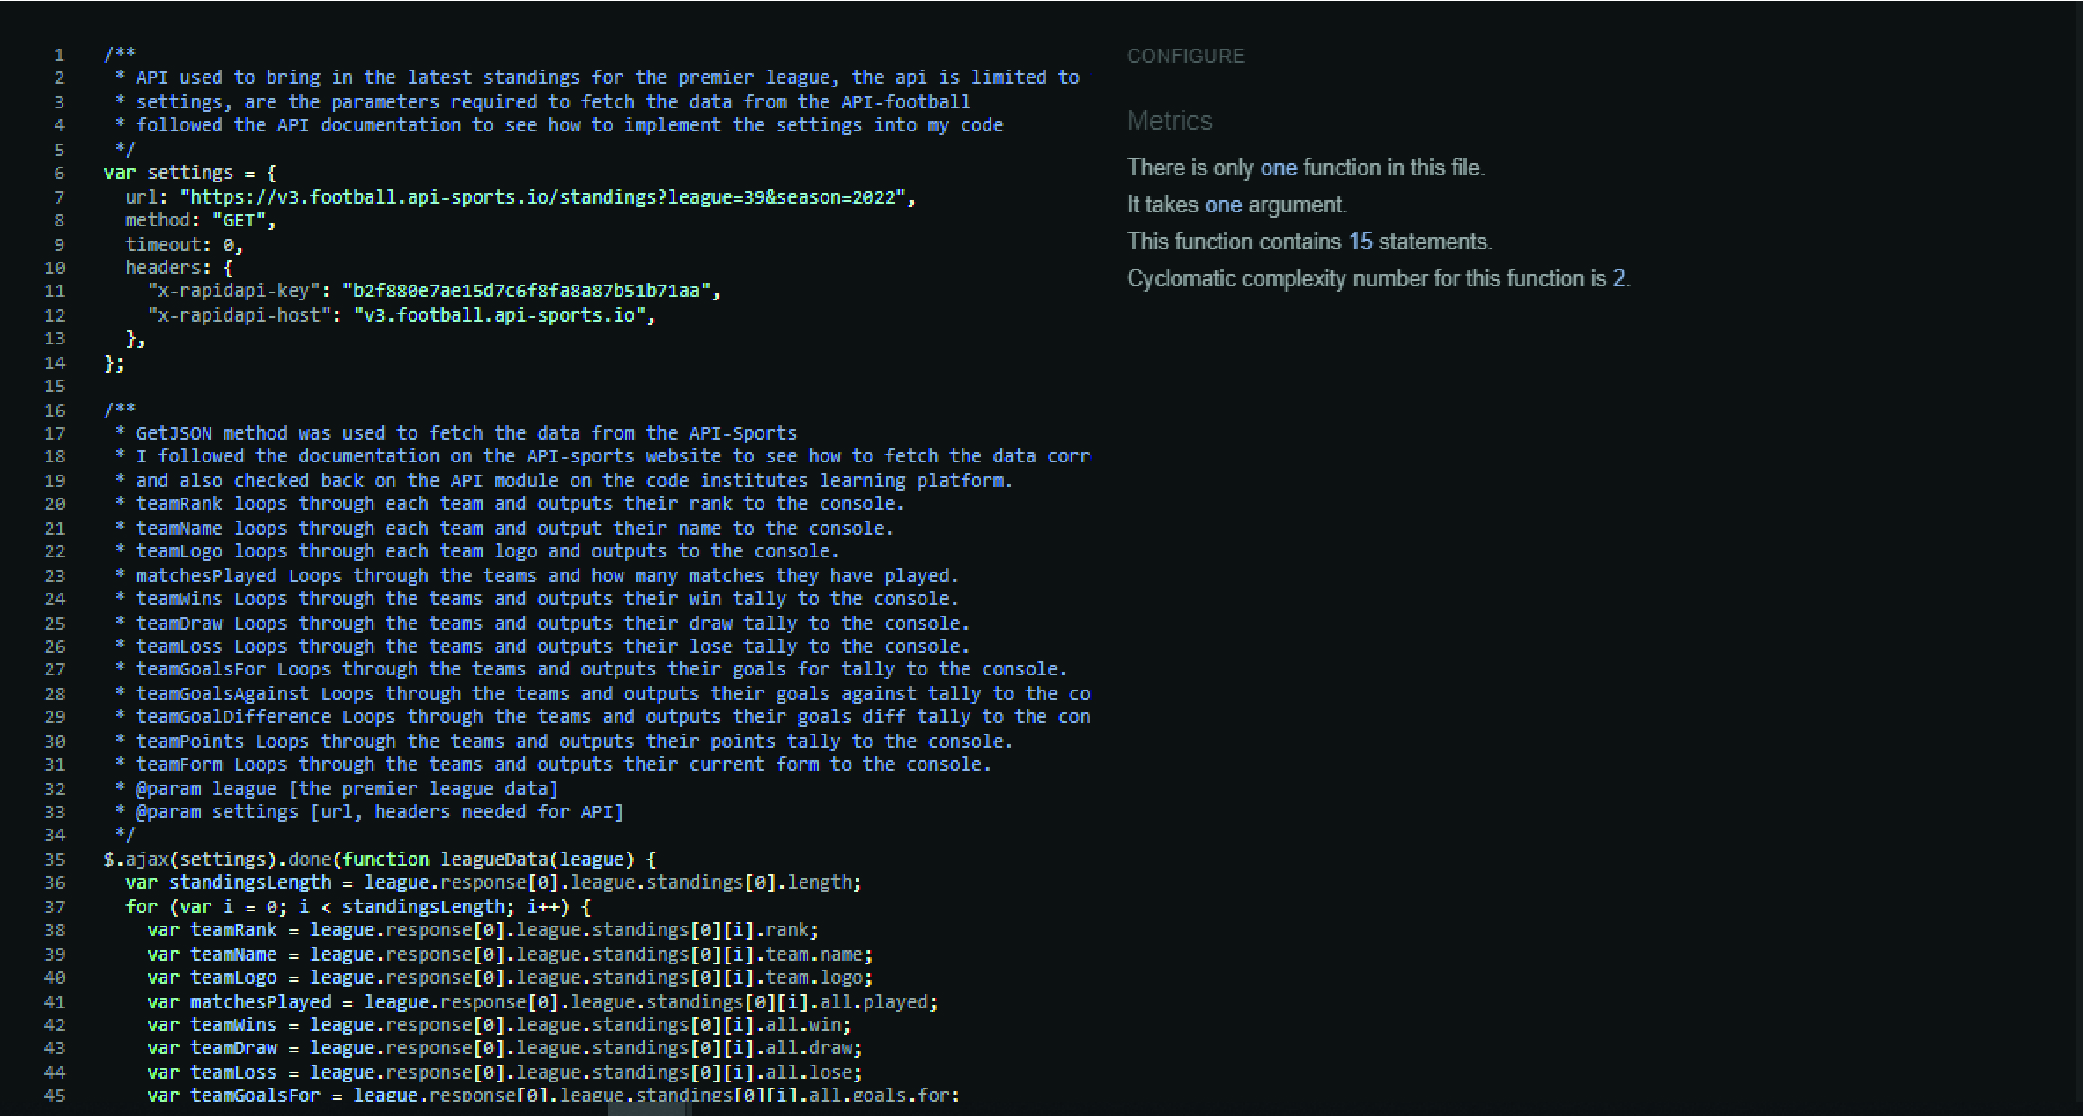 1 /**
2 * API used to bring in the latest standings for the premier league, the api is limited to
3 * settings, are the parameters required to fetch the data from the API-football
4 * followed the API documentation to see how to implement the settings into my code
5 */
6 var settings = {
7 url: "https://v3.football.api-sports.io/standings?league=39&season=2022",
8 method: "GET",
9 timeout: 0,
10 headers: {
11 "x-rapidapi-key": "b2f880e7ae15d7c6f8fa8a87b51b71aa",
12 "x-rapidapi-host": "v3.football.api-sports.io",
13 },
14 };
15
16 /**
17 * GetJSON method was used to fetch the data from the API-Sports
18 * I followed the documentation on the API-sports website to see how to fetch the data corr
19 * and also checked back on the API module on the code institutes learning platform.
20 * teamRank loops through each team and outputs their rank to the console.
21 * teamName loops through each team and output their name to the console.
22 * teamLogo loops through each team logo and outputs to the console.
23 * matchesPlayed Loops through the teams and how many matches they have played.
24 * teamWins Loops through the teams and outputs their win tally to the console.
25 * teamDraw Loops through the teams and outputs their draw tally to the console.
26 * teamLoss Loops through the teams and outputs their lose tally to the console.
27 * teamGoalsFor Loops through the teams and outputs their goals for tally to the console.
28 * teamGoalsAgainst Loops through the teams and outputs their goals against tally to the co
29 * teamGoalDifference Loops through the teams and outputs their goals diff tally to the con
30 * teamPoints Loops through the teams and outputs their points tally to the console.
31 * teamForm Loops through the teams and outputs their current form to the console.
32 * @param league [the premier league data]
33 * @param settings [url, headers needed for API]
34 */
35 $.ajax(settings).done(function leagueData(league) {
36 var standingsLength = league.response[0].league.standings[0].length;
37 for (var i = 0; i < standingsLength; i++) {
38 var teamRank = league.response[0].league.standings[0][i].rank;
39 var teamName = league.response[0].league.standings[0][i].team.name;
40 var teamLogo = league.response[0].league.standings[0][i].team.logo;
41 var matchesPlayed = league.response[0].league.standings[0][i].all.played;
42 var teamWins = league.response[0].league.standings[0][i].all.win;
43 var teamDraw = league.response[0].league.standings[0][i].all.draw;
44 var teamLoss = league.response[0].league.standings[0][i].all.lose;
45 var teamGoalsFor = league.response[0].league.standings[0][i].all.goals.for;
CONFIGURE
Metrics
There is only one function in this file.
It takes one argument.
This function contains 15 statements.
Cyclomatic complexity number for this function is 2.